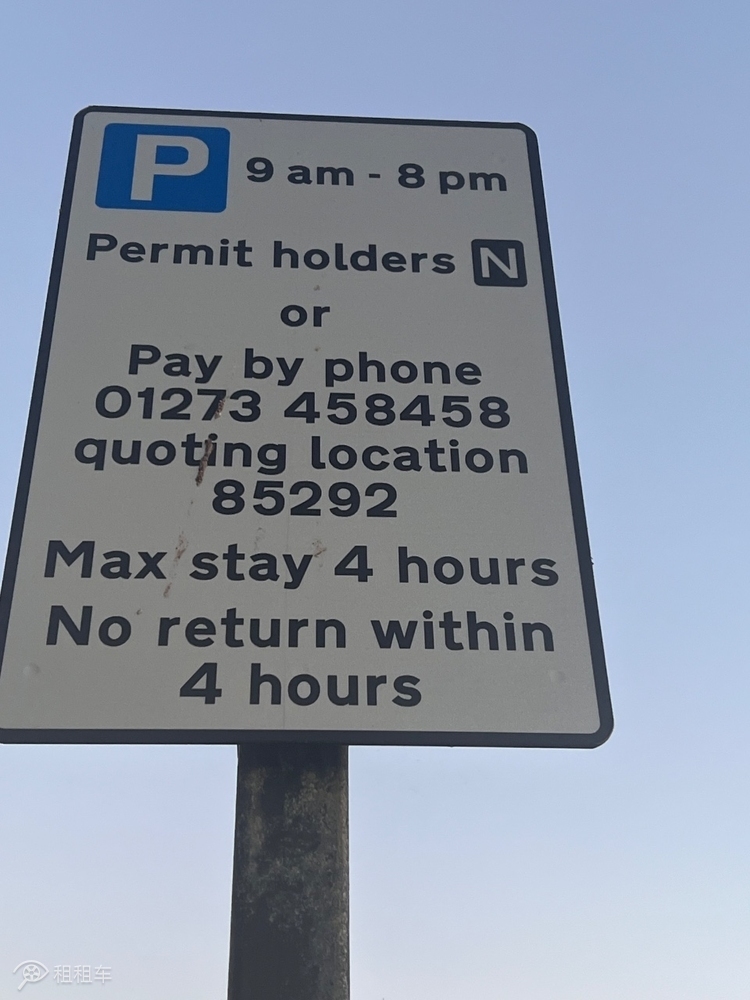 P 9 am - 8 pm
Permit holders N
or
Pay by phone
01273 458458
quoting location
85292
Max stay 4 hours
No return within
4 hours
租租车